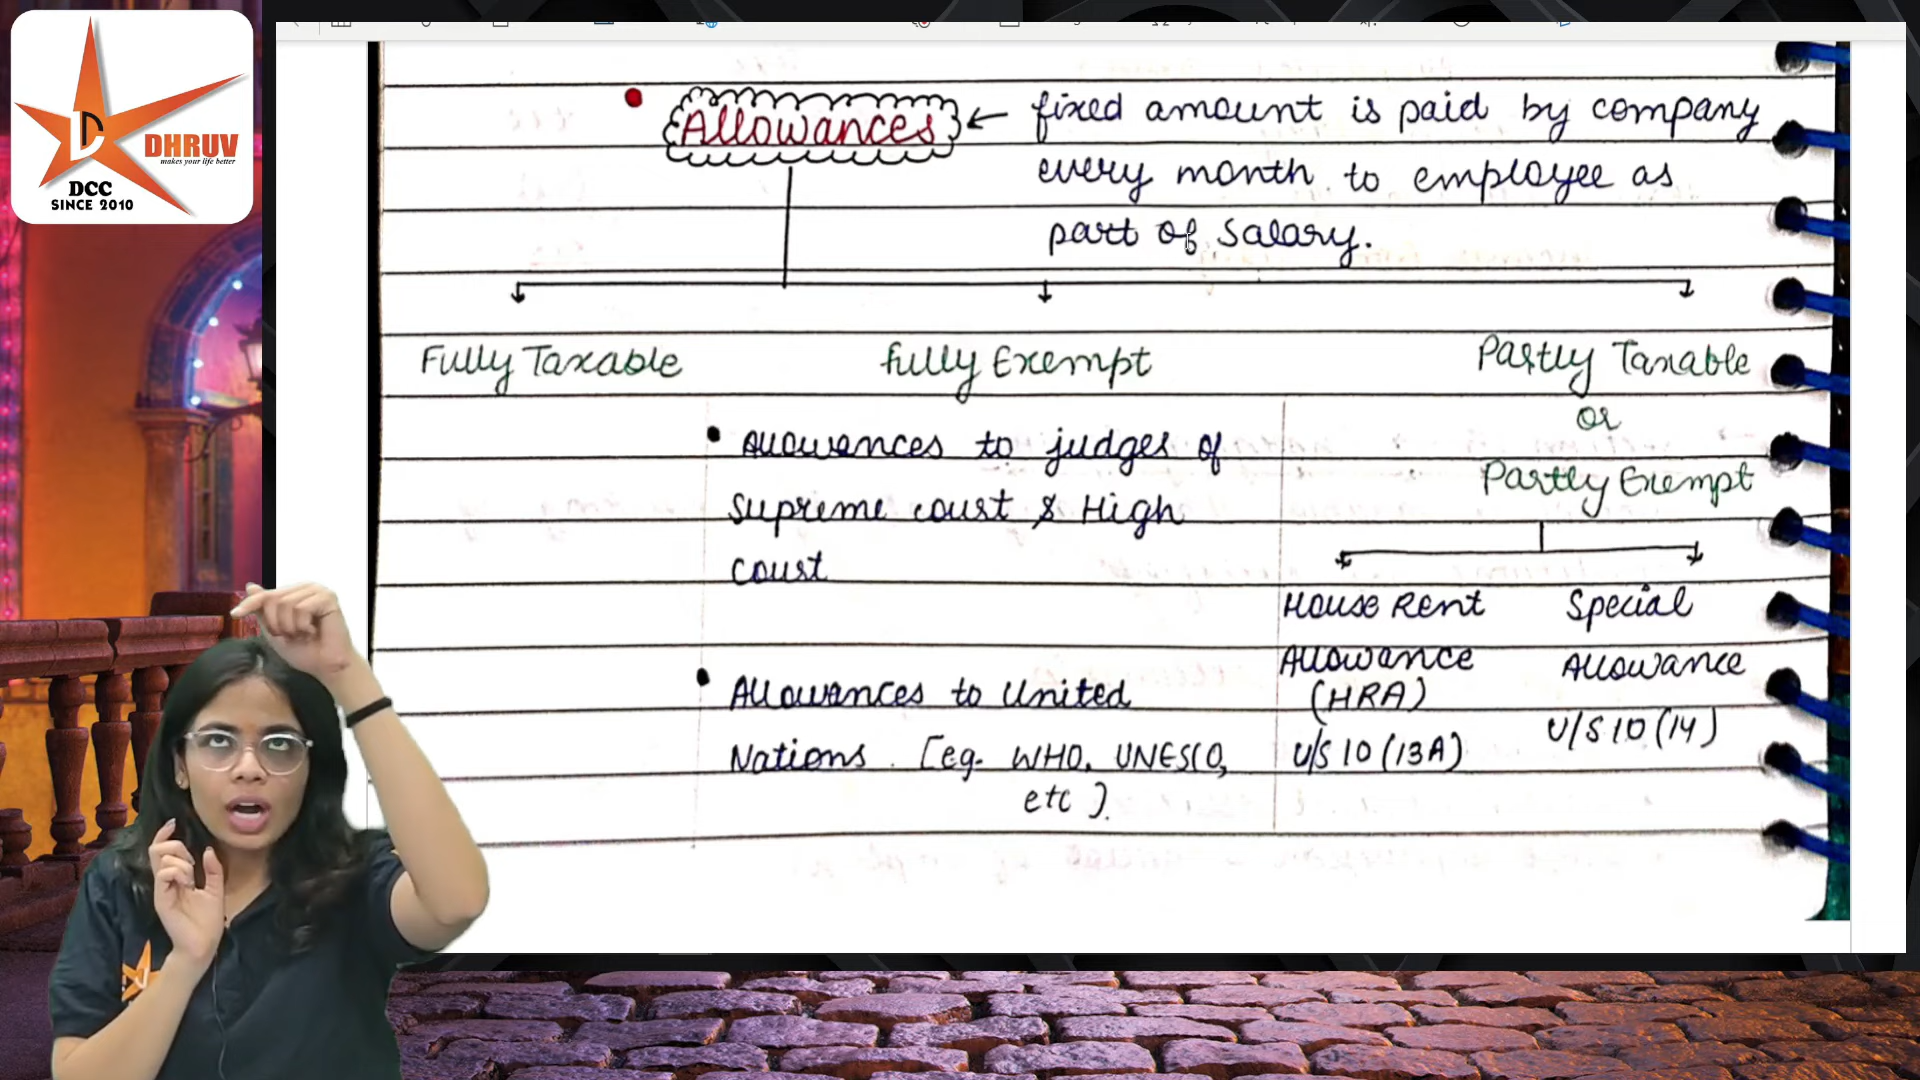 DHRUV
makes your life better
DCC
SINCE 2010
Allowances ← fixed amount is paid by company
every month to employee as
part of Salary.
Fully Taxable
fully Exempt
Partly Taxable
or
Partly Exempt
• Allowances to judges of
Supreme court & High
court
• Allowances to United
Nations. [eg. WHO, UNESCO,
etc].
House Rent
Allowance
(HRA)
U/S 10 (13A)
Special
Allowance
U/S 10 (14)